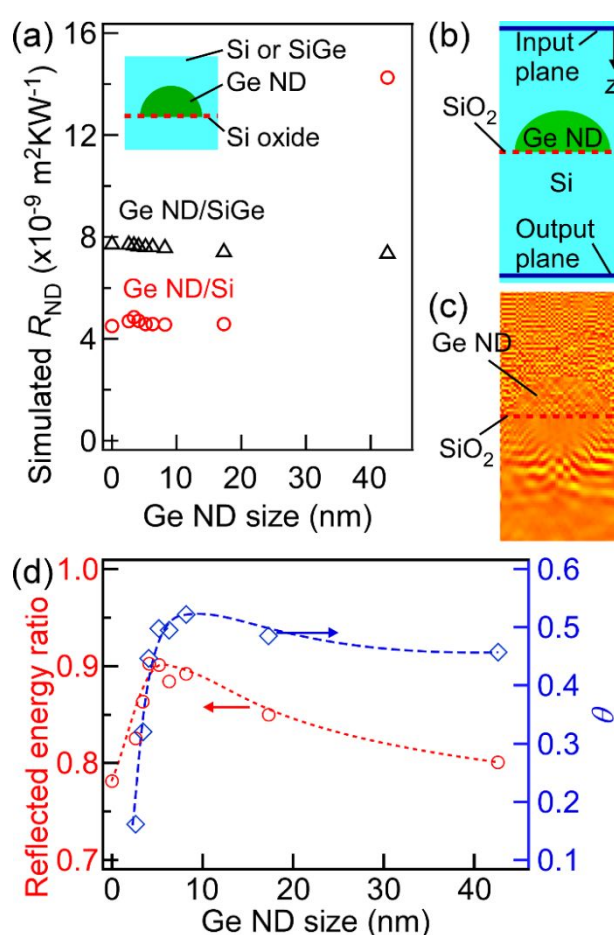 (a)
16
12
8
4
0
Simulated R_ND (x10⁻⁹ m²KW⁻¹)
Si or SiGe
Ge ND
Si oxide
Ge ND/SiGe
Ge ND/Si
0 10 20 30 40
Ge ND size (nm)
(b)
Input
plane
z
SiO₂
Ge ND
Si
Output
plane
(c)
Ge ND
SiO₂
(d)
1.0
0.9
0.8
0.7
Reflected energy ratio
0.6
0.5
0.4
0.3
0.2
0.1
θ
0 10 20 30 40
Ge ND size (nm)